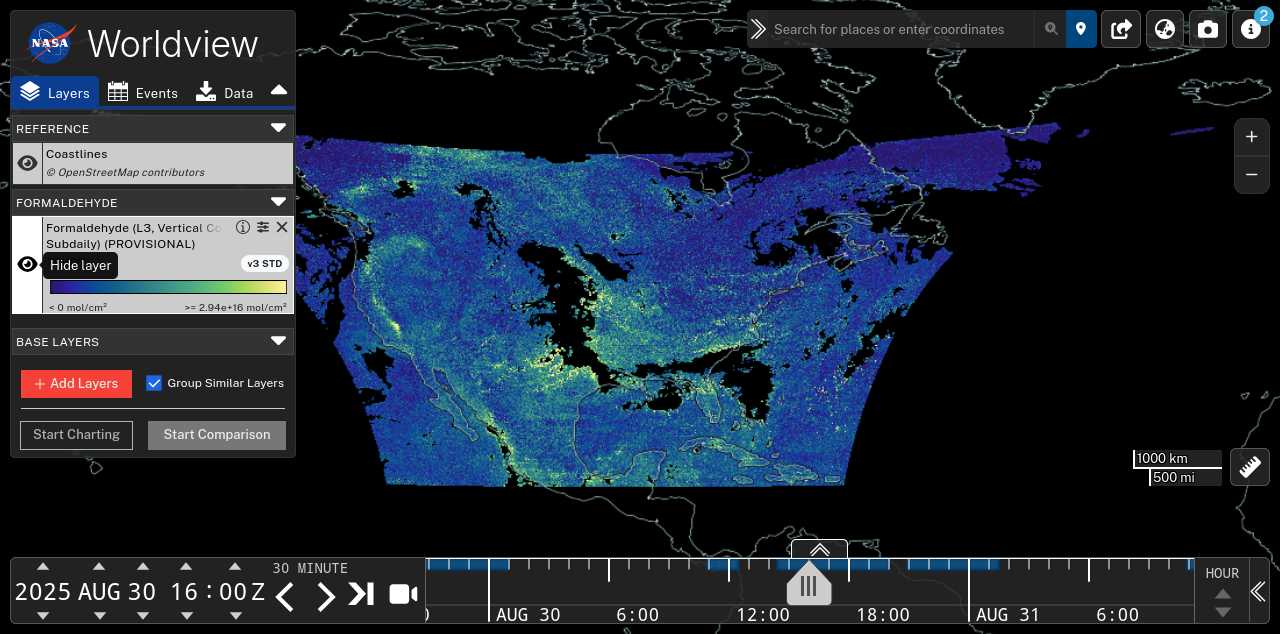 NASA
Worldview
Layers
Events
Data
REFERENCE
Coastlines
© OpenStreetMap contributors
FORMALDEHYDE
Formaldehyde (L3, Vertical Co
Subdaily) (PROVISIONAL)
Hide layer
v3 STD
< 0 mol/cm²
>= 2.94e+16 mol/cm²
BASE LAYERS
+ Add Layers
Group Similar Layers
Start Charting
Start Comparison
Search for places or enter coordinates
2
+
−
1000 km
500 mi
2025 AUG 30 16 : 00 Z
30 MINUTE
AUG 30
6:00
12:00
18:00
AUG 31
6:00
HOUR